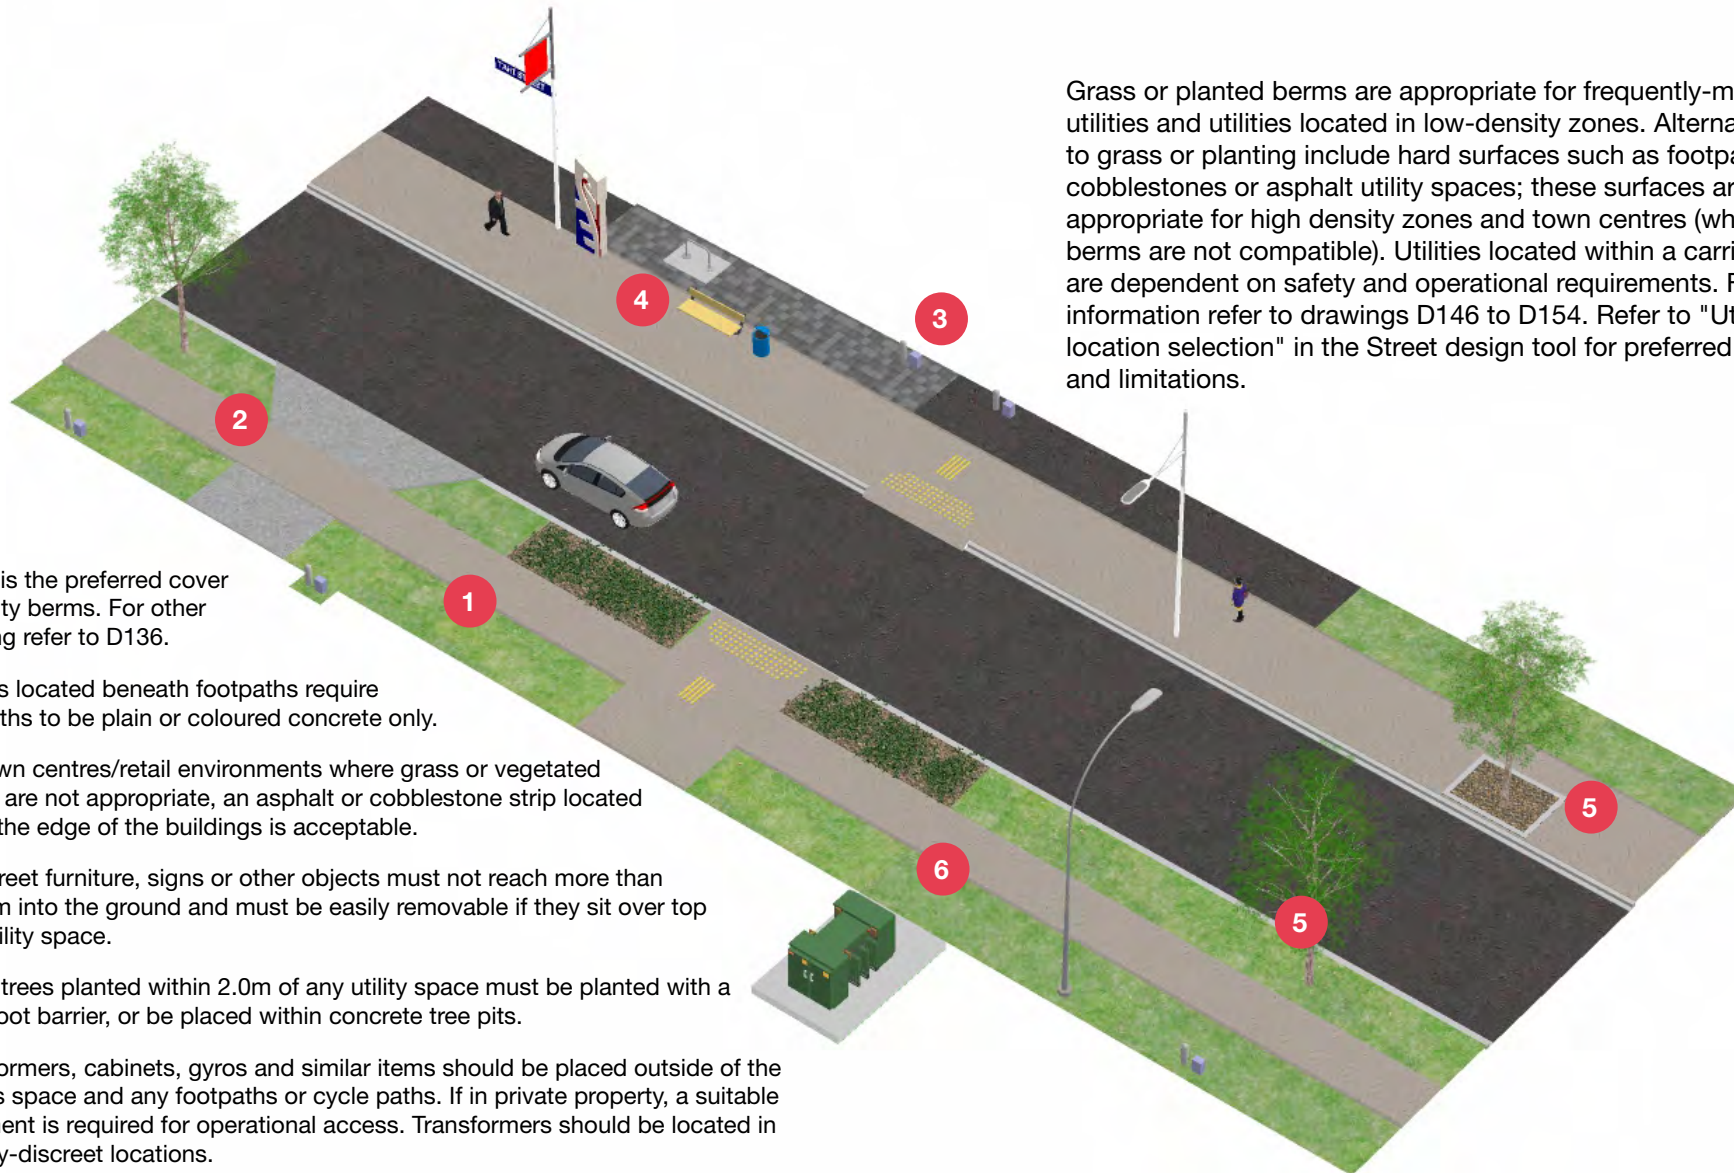 Grass or planted berms are appropriate for frequently-m
utilities and utilities located in low-density zones. Alterna
to grass or planting include hard surfaces such as footpa
cobblestones or asphalt utility spaces; these surfaces ar
appropriate for high density zones and town centres (wh
berms are not compatible). Utilities located within a carri
are dependent on safety and operational requirements. F
information refer to drawings D146 to D154. Refer to "Ut
location selection" in the Street design tool for preferred
and limitations.
4
3
2
1
5
6
5
is the preferred cover
ty berms. For other
ng refer to D136.
s located beneath footpaths require
ths to be plain or coloured concrete only.
wn centres/retail environments where grass or vegetated
are not appropriate, an asphalt or cobblestone strip located
the edge of the buildings is acceptable.
reet furniture, signs or other objects must not reach more than
m into the ground and must be easily removable if they sit over top
tility space.
trees planted within 2.0m of any utility space must be planted with a
oot barrier, or be placed within concrete tree pits.
ormers, cabinets, gyros and similar items should be placed outside of the
s space and any footpaths or cycle paths. If in private property, a suitable
nent is required for operational access. Transformers should be located in
y-discreet locations.